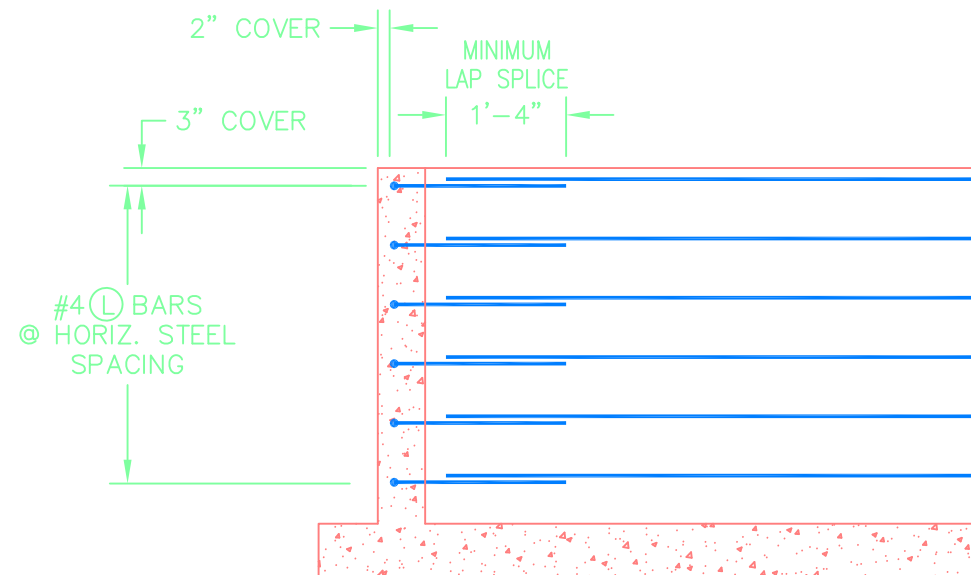 2” COVER
MINIMUM
LAP SPLICE
1’–4”
3” COVER
#4 Ⓛ BARS
@ HORIZ. STEEL
SPACING